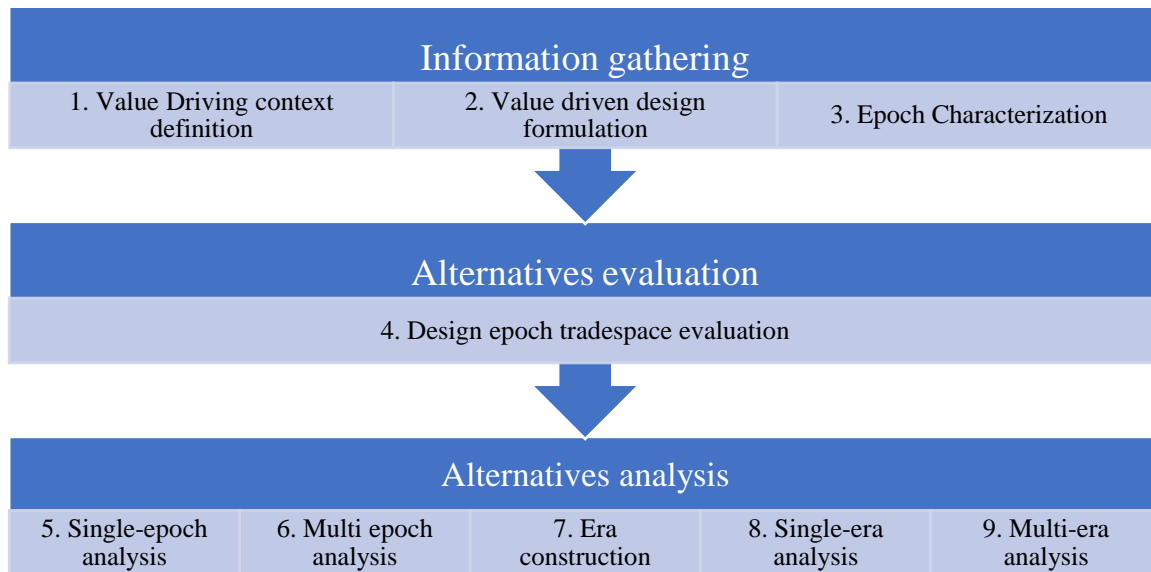 Information gathering
1. Value Driving context
definition
2. Value driven design
formulation
3. Epoch Characterization
Alternatives evaluation
4. Design epoch tradespace evaluation
Alternatives analysis
5. Single-epoch
analysis
6. Multi epoch
analysis
7. Era
construction
8. Single-era
analysis
9. Multi-era
analysis